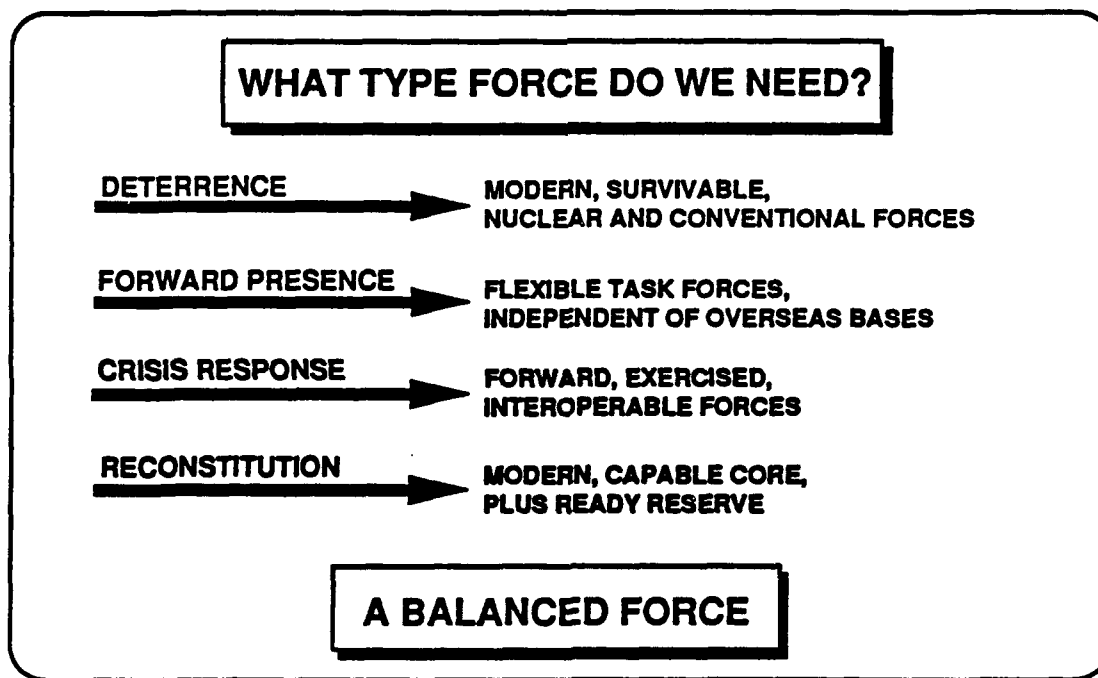 WHAT TYPE FORCE DO WE NEED?
DETERRENCE
MODERN, SURVIVABLE,
NUCLEAR AND CONVENTIONAL FORCES
FORWARD PRESENCE
FLEXIBLE TASK FORCES,
INDEPENDENT OF OVERSEAS BASES
CRISIS RESPONSE
FORWARD, EXERCISED,
INTEROPERABLE FORCES
RECONSTITUTION
MODERN, CAPABLE CORE,
PLUS READY RESERVE
A BALANCED FORCE